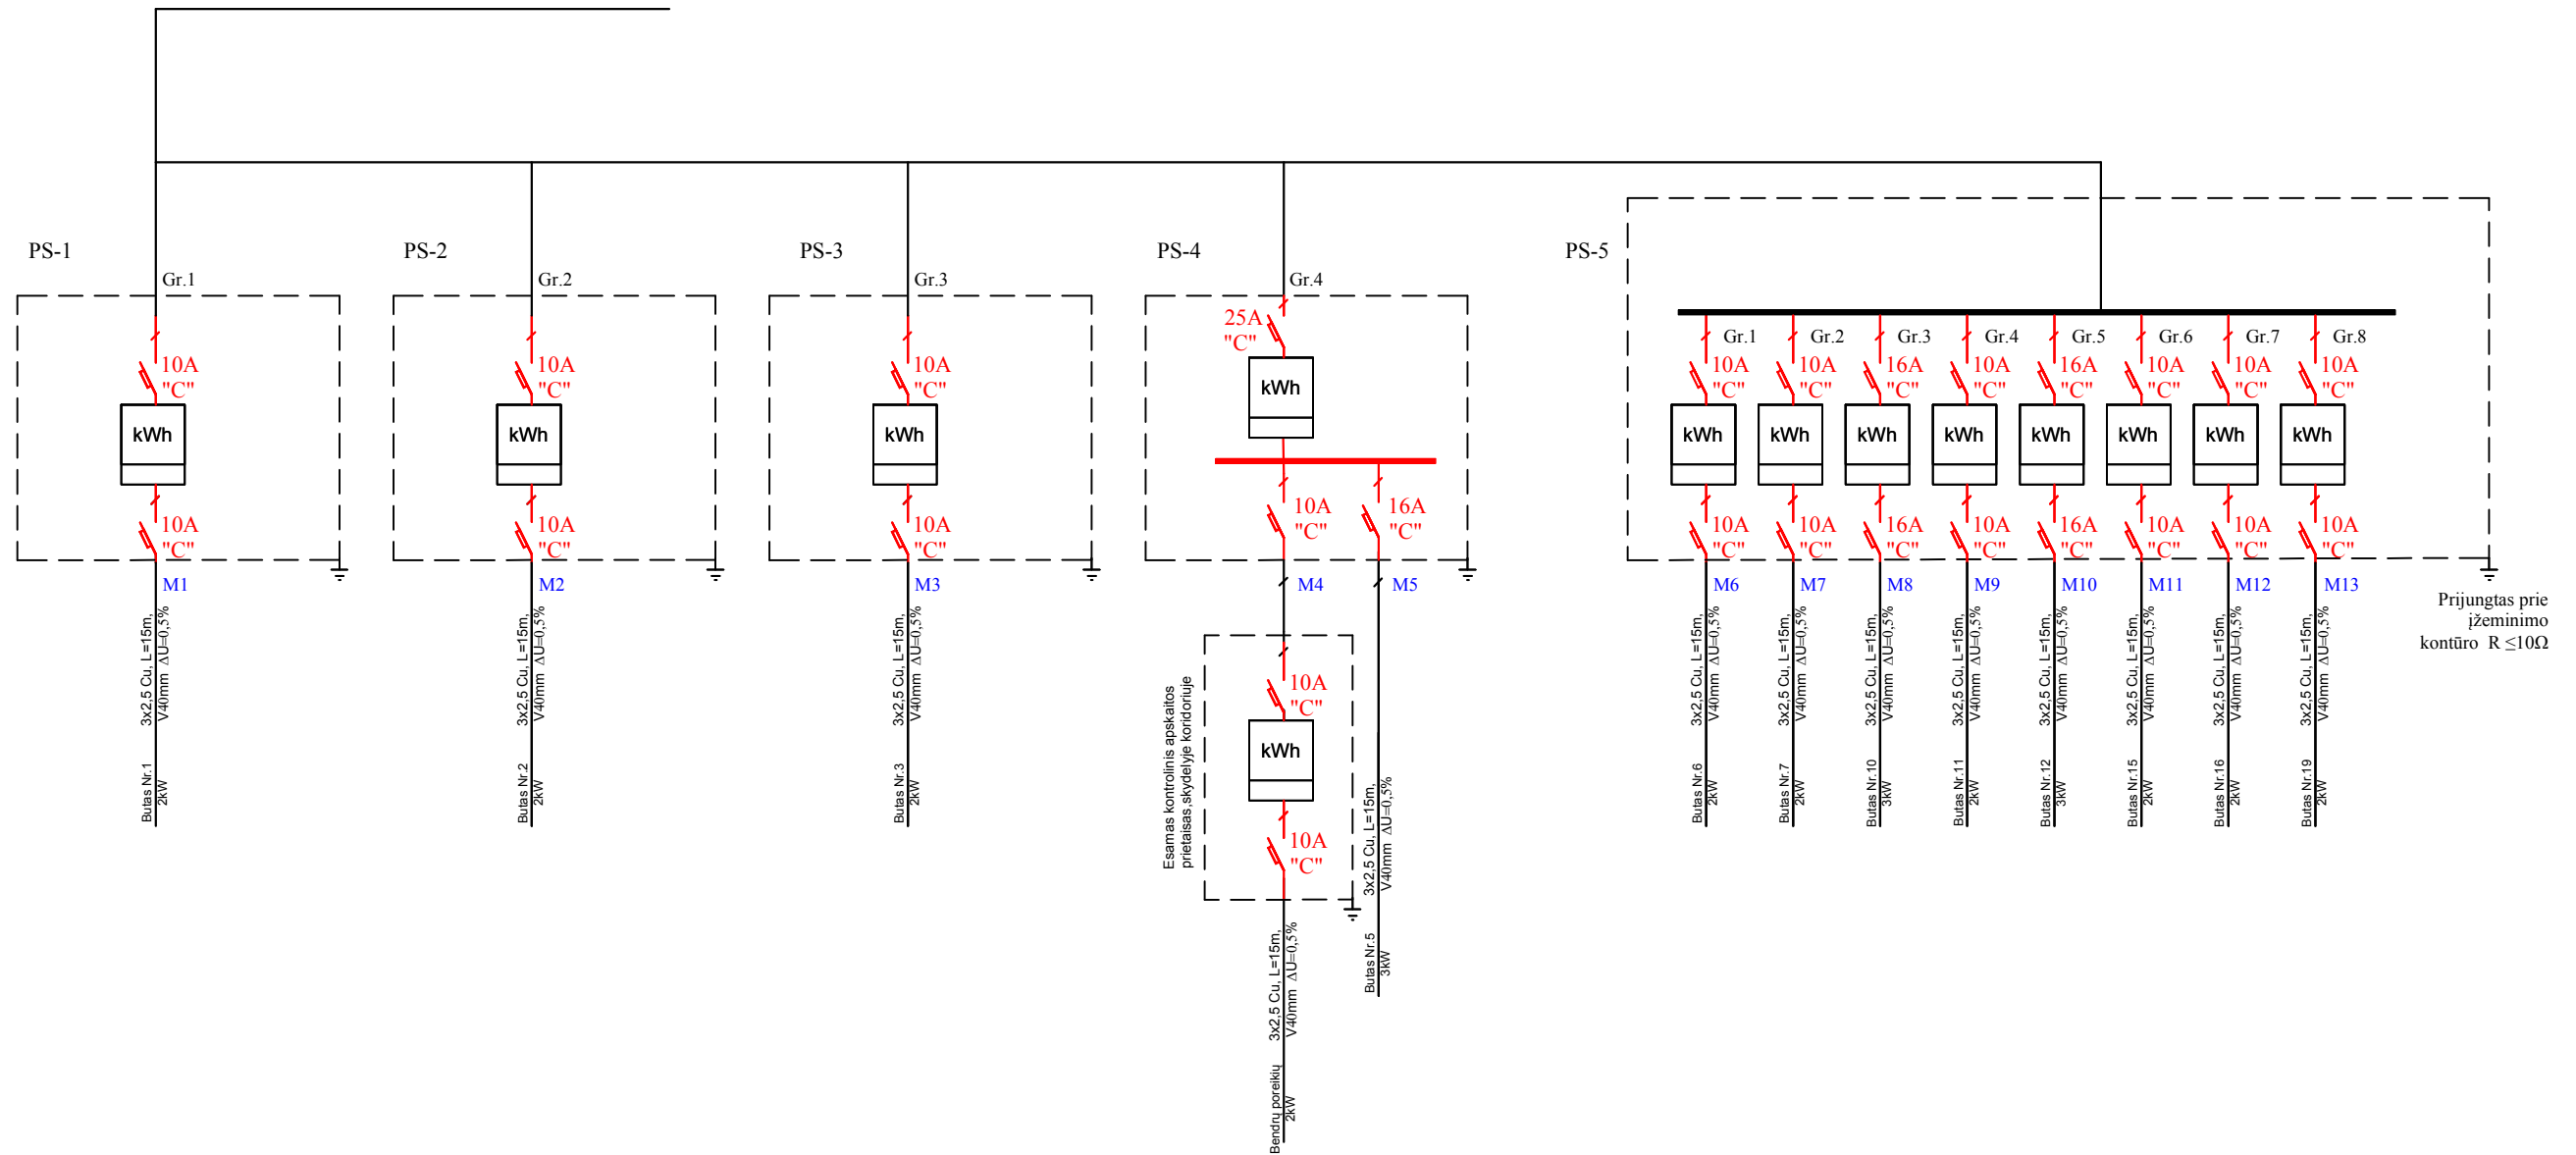 PS-1
Gr.1
10A
"C"
kWh
10A
"C"
M1
3x2,5 Cu, L=15m,
V40mm ΔU=0,5%
Butas Nr.1
2kW
PS-2
Gr.2
10A
"C"
kWh
10A
"C"
M2
3x2,5 Cu, L=15m,
V40mm ΔU=0,5%
Butas Nr.2
2kW
PS-3
Gr.3
10A
"C"
kWh
10A
"C"
M3
3x2,5 Cu, L=15m,
V40mm ΔU=0,5%
Butas Nr.3
2kW
PS-4
Gr.4
25A
"C"
kWh
10A
"C"
16A
"C"
M4
M5
Esamas kontrolinis apskaitos
prietaisas,skydelyje koridoriuje
10A
"C"
kWh
10A
"C"
3x2,5 Cu, L=15m,
V40mm ΔU=0,5%
Bendrų poreikių
2kW
3x2,5 Cu, L=15m,
V40mm ΔU=0,5%
Butas Nr.5
3kW
PS-5
Gr.1
10A
"C"
kWh
10A
"C"
M6
3x2,5 Cu, L=15m,
V40mm ΔU=0,5%
Butas Nr.6
2kW
Gr.2
10A
"C"
kWh
10A
"C"
M7
3x2,5 Cu, L=15m,
V40mm ΔU=0,5%
Butas Nr.7
2kW
Gr.3
16A
"C"
kWh
16A
"C"
M8
3x2,5 Cu, L=15m,
V40mm ΔU=0,5%
Butas Nr.10
3kW
Gr.4
10A
"C"
kWh
10A
"C"
M9
3x2,5 Cu, L=15m,
V40mm ΔU=0,5%
Butas Nr.11
2kW
Gr.5
16A
"C"
kWh
16A
"C"
M10
3x2,5 Cu, L=15m,
V40mm ΔU=0,5%
Butas Nr.12
3kW
Gr.6
10A
"C"
kWh
10A
"C"
M11
3x2,5 Cu, L=15m,
V40mm ΔU=0,5%
Butas Nr.15
2kW
Gr.7
10A
"C"
kWh
10A
"C"
M12
3x2,5 Cu, L=15m,
V40mm ΔU=0,5%
Butas Nr.16
2kW
Gr.8
10A
"C"
kWh
10A
"C"
M13
3x2,5 Cu, L=15m,
V40mm ΔU=0,5%
Butas Nr.19
2kW
Prijungtas prie
įžeminimo
kontūro R ≤10Ω